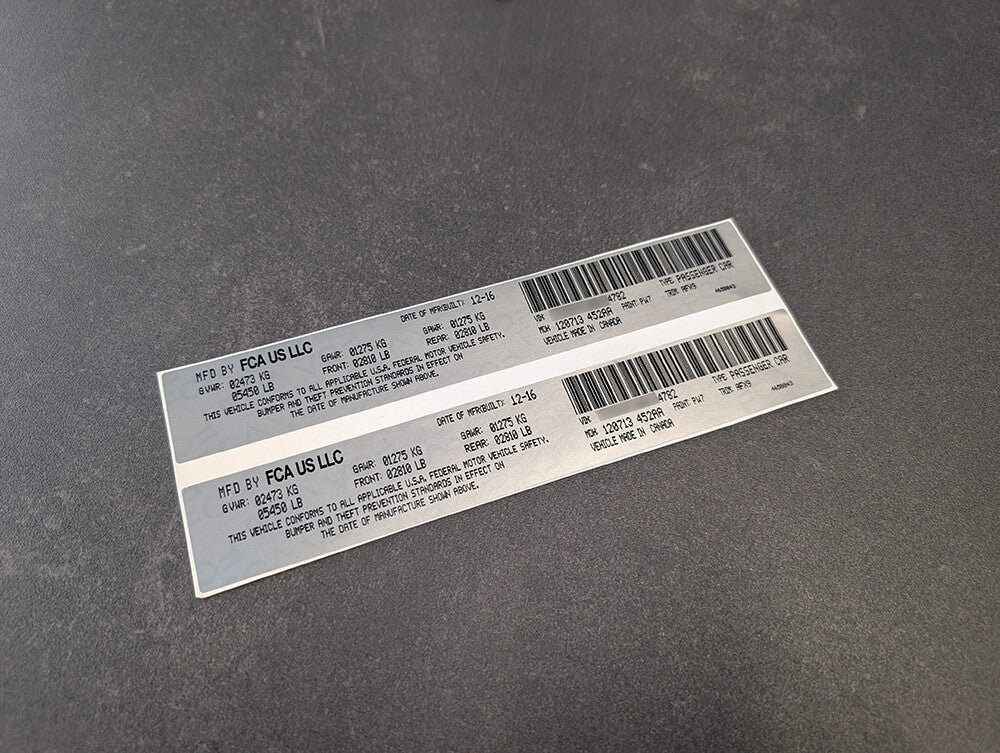 MFD BY FCA US LLC DATE OF MFR(BUILT): 12-16
GVWR: 02473 KG GAWR: 01275 KG GAWR: 01275 KG
05450 LB FRONT: 02810 LB REAR: 02810 LB
THIS VEHICLE CONFORMS TO ALL APPLICABLE U.S.A. FEDERAL MOTOR VEHICLE SAFETY,
BUMPER AND THEFT PREVENTION STANDARDS IN EFFECT ON
THE DATE OF MANUFACTURE SHOWN ABOVE.
VIN: 4782 TYPE PASSENGER CAR
MDH 120713 452AA PAINT PW7 TRIM AFX9
VEHICLE MADE IN CANADA
MFD BY FCA US LLC DATE OF MFR(BUILT): 12-16
GVWR: 02473 KG GAWR: 01275 KG GAWR: 01275 KG
05450 LB FRONT: 02810 LB REAR: 02810 LB
THIS VEHICLE CONFORMS TO ALL APPLICABLE U.S.A. FEDERAL MOTOR VEHICLE SAFETY.
BUMPER AND THEFT PREVENTION STANDARDS IN EFFECT ON
THE DATE OF MANUFACTURE SHOWN ABOVE.
VIN: 4782 TYPE PASSENGER CAR
MDH 120713 452AA PAINT PW7 TRIM AFX9
VEHICLE MADE IN CANADA